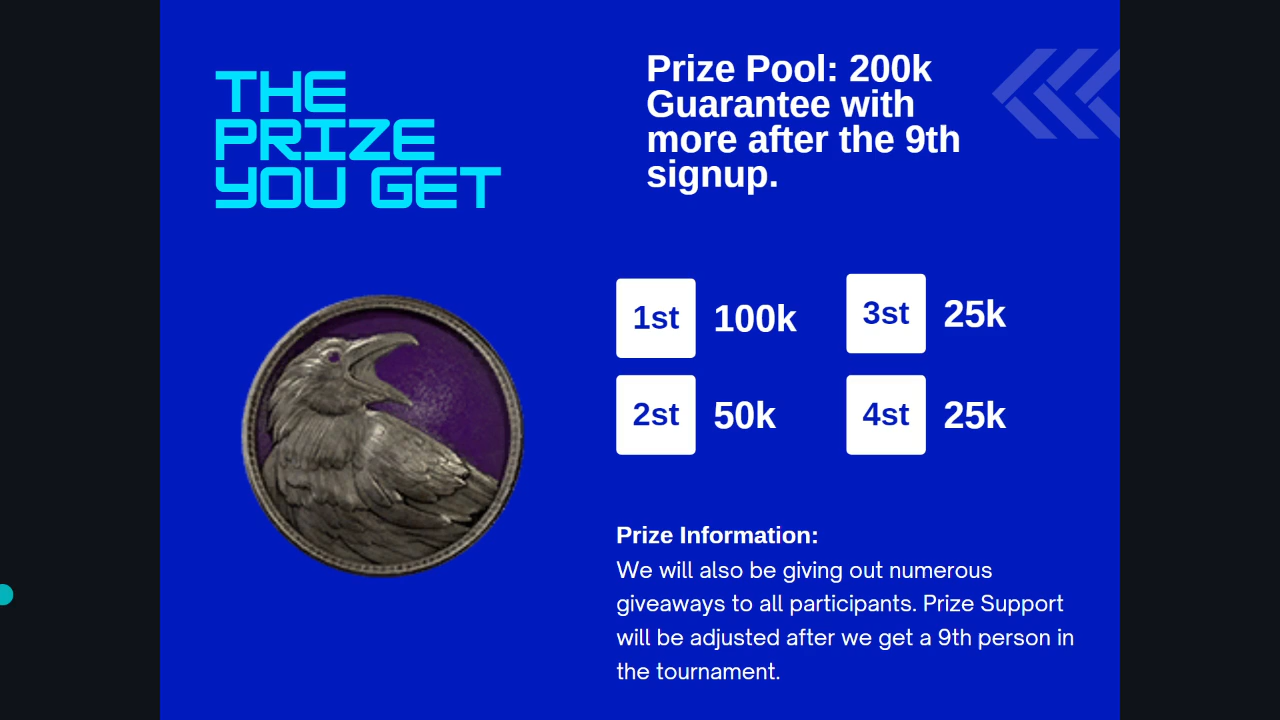 THE
PRIZE
YOU GET
Prize Pool: 200k
Guarantee with
more after the 9th
signup.
1st 100k
2st 50k
3st 25k
4st 25k
Prize Information:
We will also be giving out numerous
giveaways to all participants. Prize Support
will be adjusted after we get a 9th person in
the tournament.